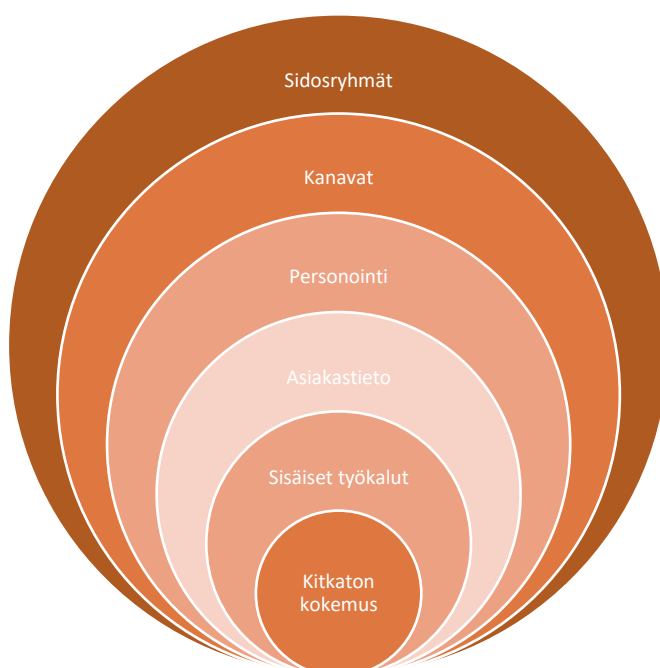 Sidosryhmät
Kanavat
Personointi
Asiakastieto
Sisäiset työkalut
Kitkaton
kokemus